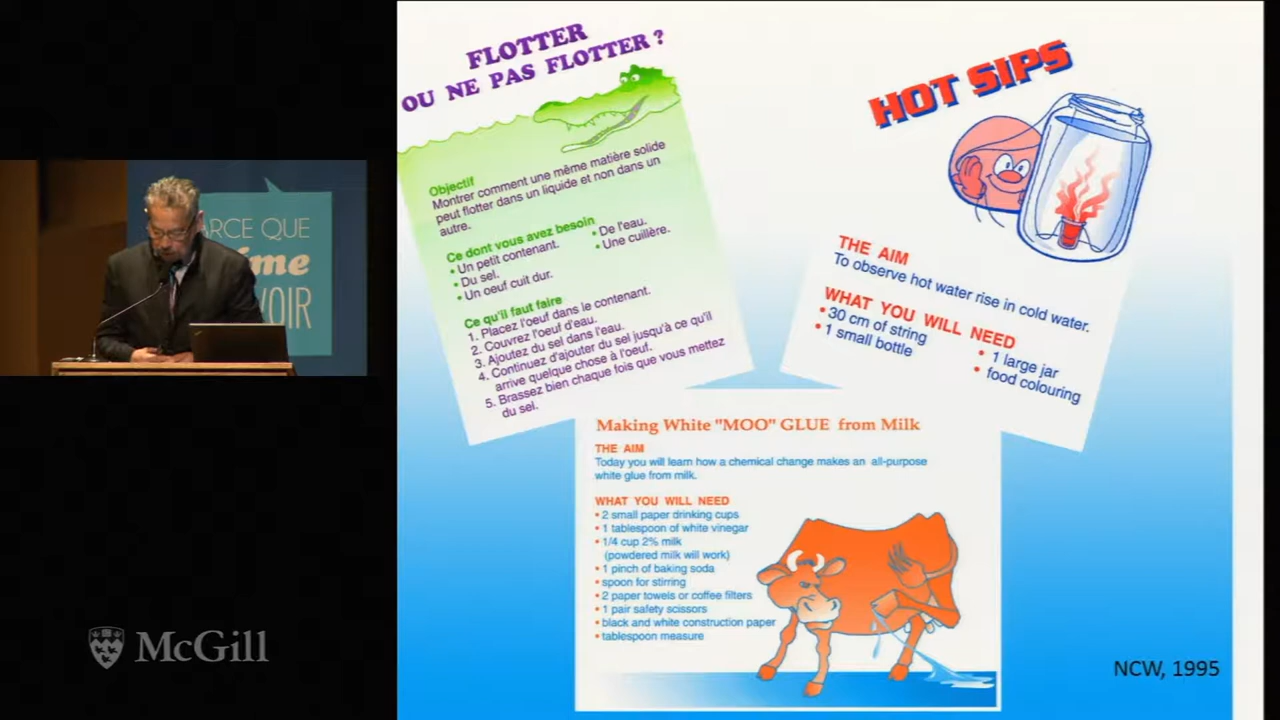 FLOTTER
OU NE PAS FLOTTER ?
Objectif
Montrer comment une même matière solide
peut flotter dans un liquide et non dans un
autre.
Ce dont vous avez besoin
• Un petit contenant.
• De l'eau.
• Du sel.
• Une cuillère.
• Un oeuf cuit dur.
Ce qu'il faut faire
1. Placez l'oeuf dans le contenant.
2. Couvrez l'oeuf d'eau.
3. Ajoutez du sel dans l'eau.
4. Continuez d'ajouter du sel jusqu'à ce qu'il
arrive quelque chose à l'oeuf.
5. Brassez bien chaque fois que vous mettez
du sel.
HOT SIPS
THE AIM
To observe hot water rise in cold water.
WHAT YOU WILL NEED
• 30 cm of string
• 1 large jar
• 1 small bottle
• food colouring
Making White "MOO" GLUE from Milk
THE AIM
Today you will learn how a chemical change makes an all-purpose
white glue from milk.
WHAT YOU WILL NEED
• 2 small paper drinking cups
• 1 tablespoon of white vinegar
• 1/4 cup 2% milk
(powdered milk will work)
• 1 pinch of baking soda
• spoon for stirring
• 2 paper towels or coffee filters
• 1 pair safety scissors
• black and white construction paper
• tablespoon measure
NCW, 1995
ARCE QUE
OIR
McGill